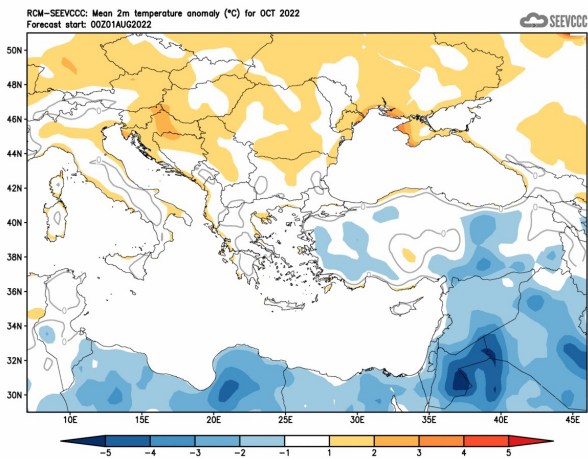 RCM-SEEVCCC: Mean 2m temperature anomaly (°C) for OCT 2022
Forecast start: 00Z01AUG2022
SEEVCCC
50N
48N
46N
44N
42N
40N
38N
36N
34N
32N
30N
10E 15E 20E 25E 30E 35E 40E 45E
-5 -4 -3 -2 -1 1 2 3 4 5